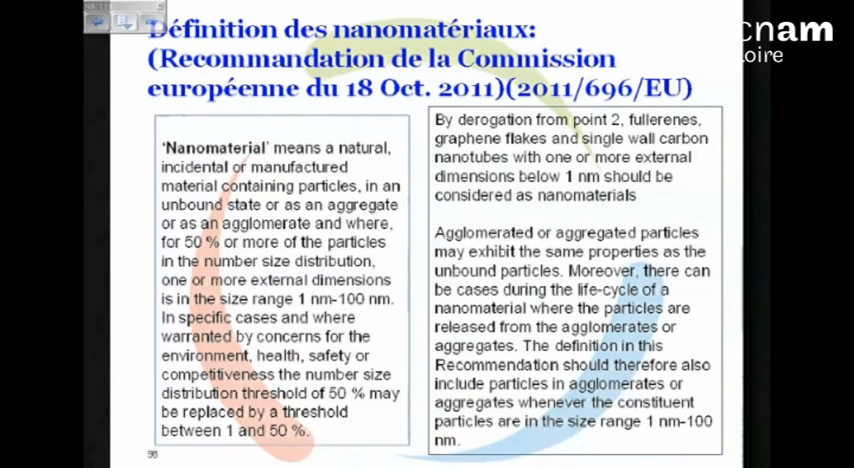 Définition des nanomatériaux:
(Recommandation de la Commission
européenne du 18 Oct. 2011)(2011/696/EU)
cnam
Loire
‘Nanomaterial’ means a natural,
incidental or manufactured
material containing particles, in an
unbound state or as an aggregate
or as an agglomerate and where,
for 50 % or more of the particles
in the number size distribution,
one or more external dimensions
is in the size range 1 nm-100 nm.
In specific cases and where
warranted by concerns for the
environment, health, safety or
competitiveness the number size
distribution threshold of 50 % may
be replaced by a threshold
between 1 and 50 %.
By derogation from point 2, fullerenes,
graphene flakes and single wall carbon
nanotubes with one or more external
dimensions below 1 nm should be
considered as nanomaterials
Agglomerated or aggregated particles
may exhibit the same properties as the
unbound particles. Moreover, there can
be cases during the life-cycle of a
nanomaterial where the particles are
released from the agglomerates or
aggregates. The definition in this
Recommendation should therefore also
include particles in agglomerates or
aggregates whenever the constituent
particles are in the size range 1 nm-100
nm.